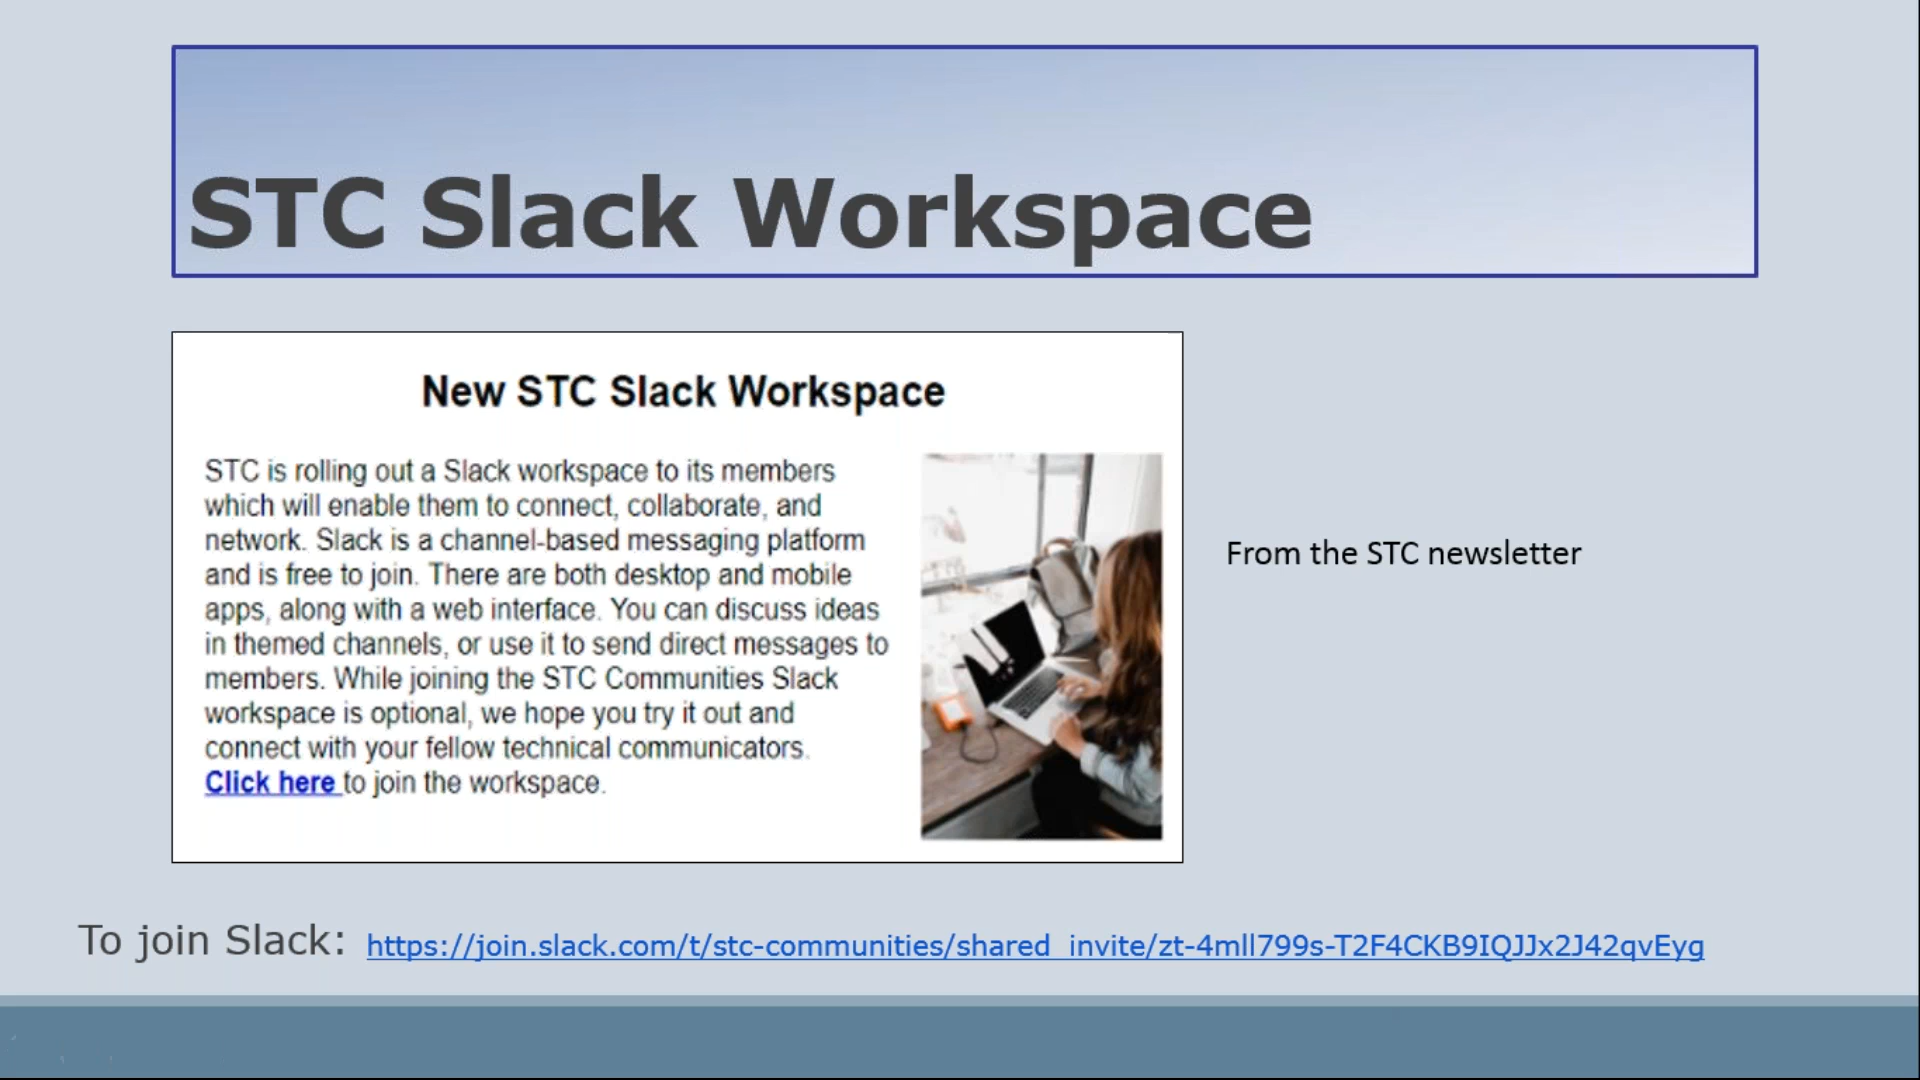 STC Slack Workspace
New STC Slack Workspace
STC is rolling out a Slack workspace to its members
which will enable them to connect, collaborate, and
network. Slack is a channel-based messaging platform
and is free to join. There are both desktop and mobile
apps, along with a web interface. You can discuss ideas
in themed channels, or use it to send direct messages to
members. While joining the STC Communities Slack
workspace is optional, we hope you try it out and
connect with your fellow technical communicators.
Click here to join the workspace.
From the STC newsletter
To join Slack: https://join.slack.com/t/stc-communities/shared_invite/zt-4mll799s-T2F4CKB9IQJJx2J42qvEyg